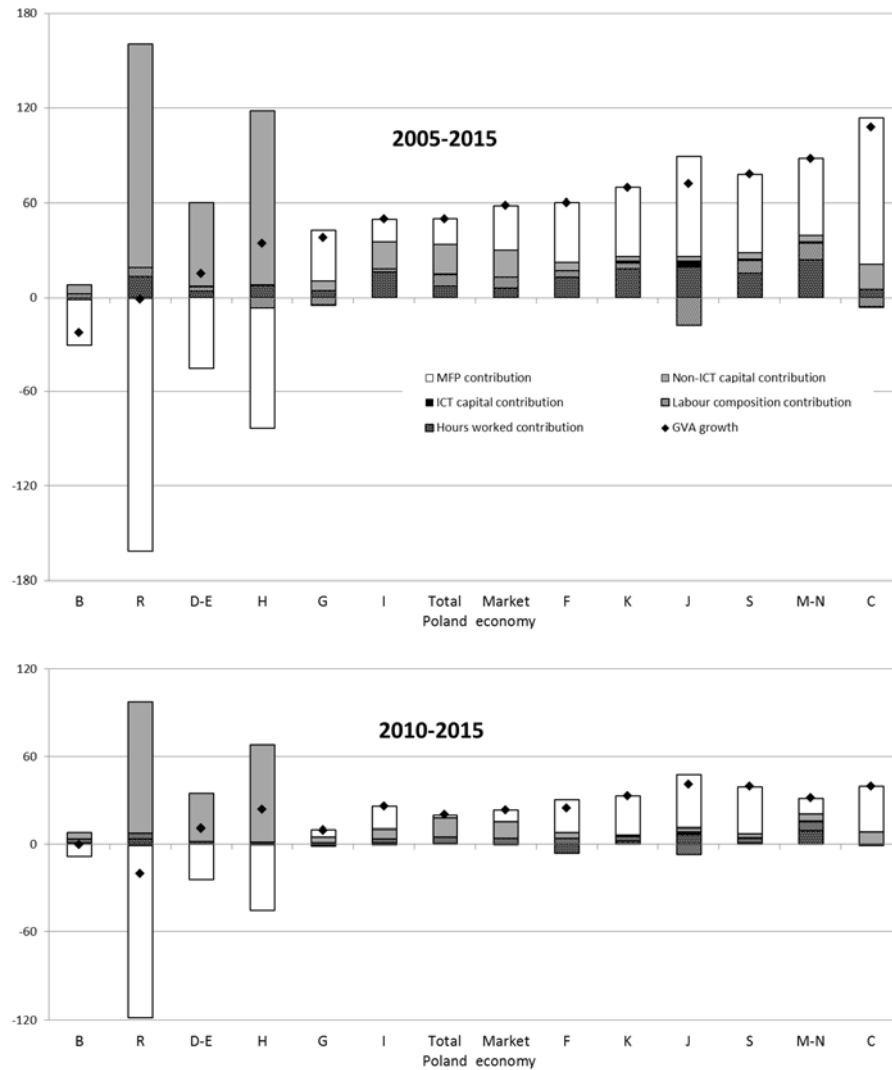 180
120
2005-2015
60
0
MFP contribution Non-ICT capital contribution
ICT capital contribution Labour composition contribution
Hours worked contribution GVA growth
-60
-120
-180
B R D-E H G I Total Market F K J S M-N C
Poland economy
120
2010-2015
60
0
-60
-120
B R D-E H G I Total Market F K J S M-N C
Poland economy